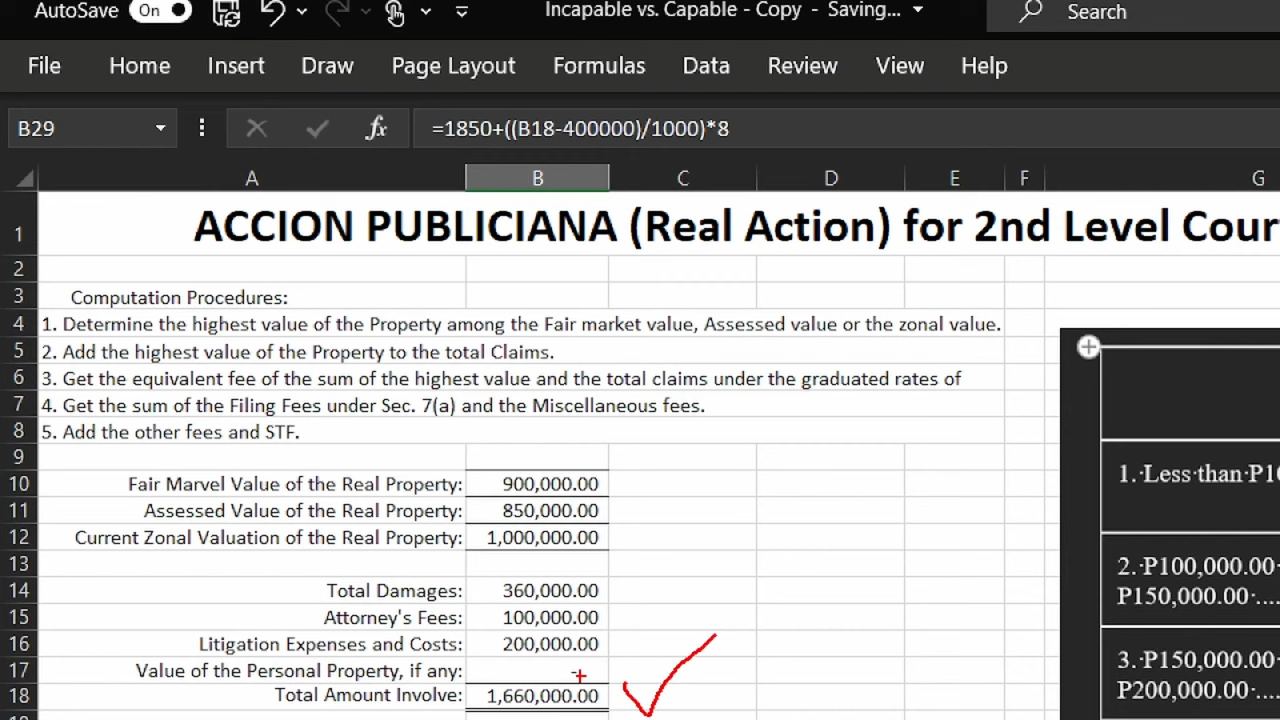 AutoSave On Incapable vs. Capable - Copy - Saving... Search
File Home Insert Draw Page Layout Formulas Data Review View Help
B29 fx =1850+((B18-400000)/1000)*8
A B C D E F G
1 ACCION PUBLICIANA (Real Action) for 2nd Level Cour
2
3 Computation Procedures:
4 1. Determine the highest value of the Property among the Fair market value, Assessed value or the zonal value.
5 2. Add the highest value of the Property to the total Claims.
6 3. Get the equivalent fee of the sum of the highest value and the total claims under the graduated rates of
7 4. Get the sum of the Filing Fees under Sec. 7(a) and the Miscellaneous fees.
8 5. Add the other fees and STF.
9
10 Fair Marvel Value of the Real Property: 900,000.00
11 Assessed Value of the Real Property: 850,000.00
12 Current Zonal Valuation of the Real Property: 1,000,000.00
13
14 Total Damages: 360,000.00
15 Attorney's Fees: 100,000.00
16 Litigation Expenses and Costs: 200,000.00
17 Value of the Personal Property, if any: -
18 Total Amount Involve: 1,660,000.00
1. Less than P10
2. P100,000.00
P150,000.00 ....
3. P150,000.00
P200,000.00 ....